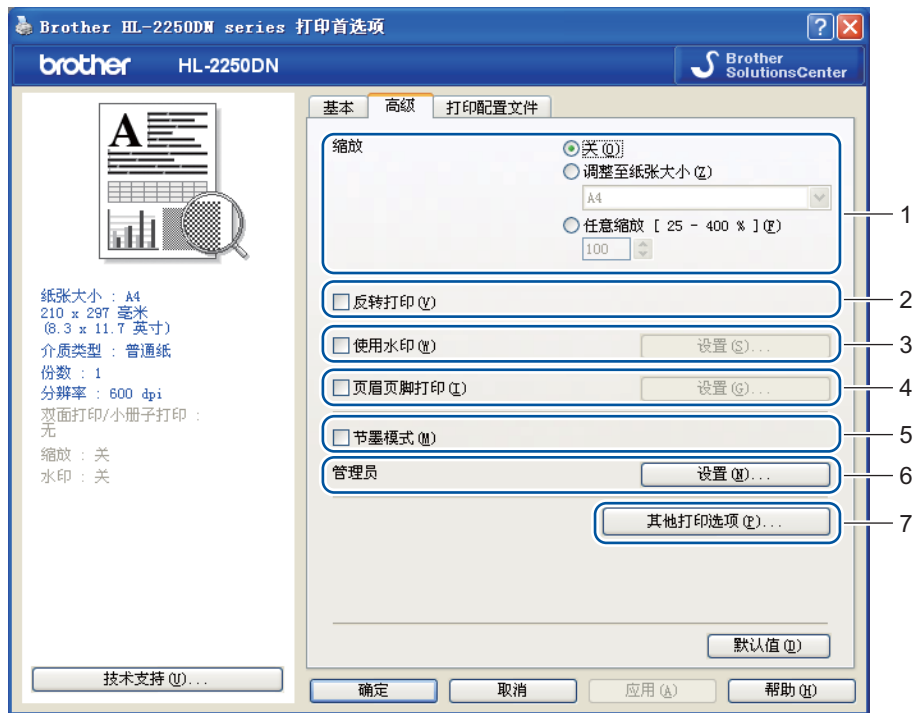 Brother HL-2250DN series 打印首选项
brother HL-2250DN
Brother
SolutionsCenter
A
纸张大小 : A4
210 x 297 毫米
(8.3 x 11.7 英寸)
介质类型 : 普通纸
份数 : 1
分辨率 : 600 dpi
双面打印/小册子打印 :
无
缩放 : 关
水印 : 关
技术支持(U)...
基本 高级 打印配置文件
缩放
关(O)
调整至纸张大小(Z)
A4
任意缩放 [ 25 - 400 % ](F)
100
1
反转打印(V)
2
使用水印(W) 设置(S)...
3
页眉页脚打印(I) 设置(G)...
4
节墨模式(M)
5
管理员 设置(N)...
6
其他打印选项(P)...
7
默认值(D)
确定 取消 应用(A) 帮助(H)